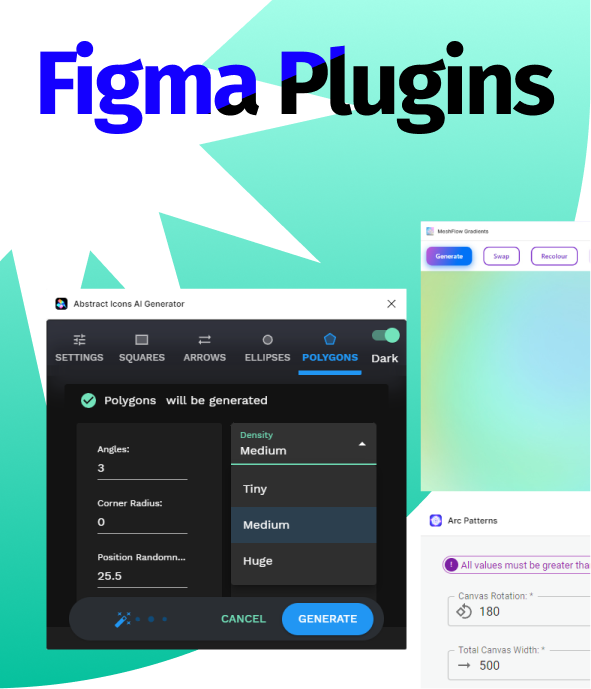 Figma Plugins
MeshFlow Gradients
Generate Swap Recolour
Abstract Icons AI Generator
SETTINGS SQUARES ARROWS ELLIPSES POLYGONS Dark
Polygons will be generated
Angles:
3
Corner Radius:
0
Position Randomn...
25.5
Density
Medium
Tiny
Medium
Huge
CANCEL GENERATE
Arc Patterns
All values must be greater tha
Canvas Rotation: *
180
Total Canvas Width: *
500